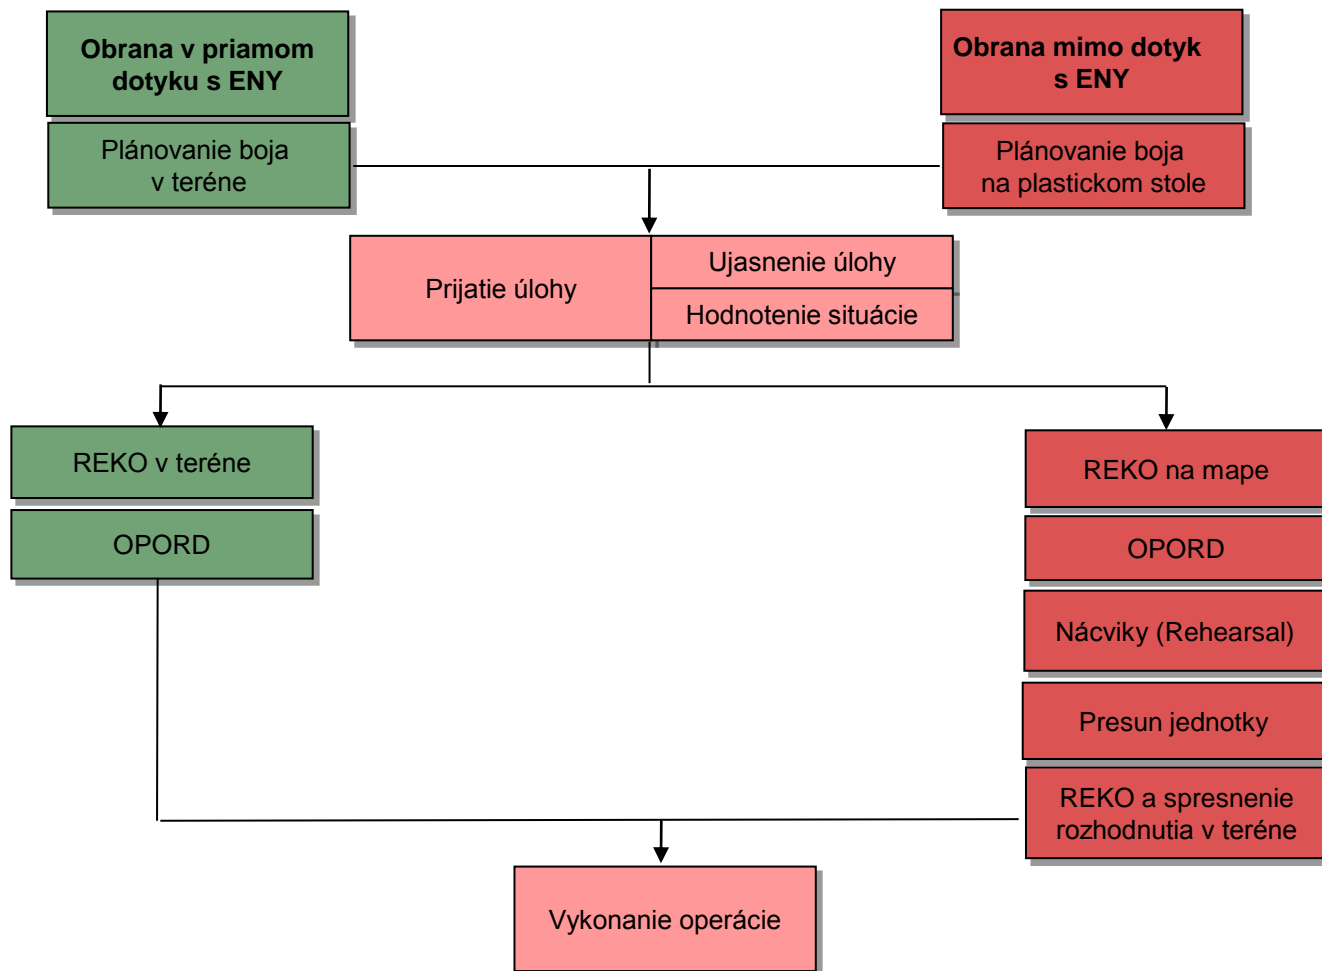 Obrana v priamom
dotyku s ENY
Plánovanie boja
v teréne
Obrana mimo dotyk
s ENY
Plánovanie boja
na plastickom stole
Prijatie úlohy
Ujasnenie úlohy
Hodnotenie situácie
REKO v teréne
OPORD
REKO na mape
OPORD
Nácviky (Rehearsal)
Presun jednotky
REKO a spresnenie
rozhodnutia v teréne
Vykonanie operácie